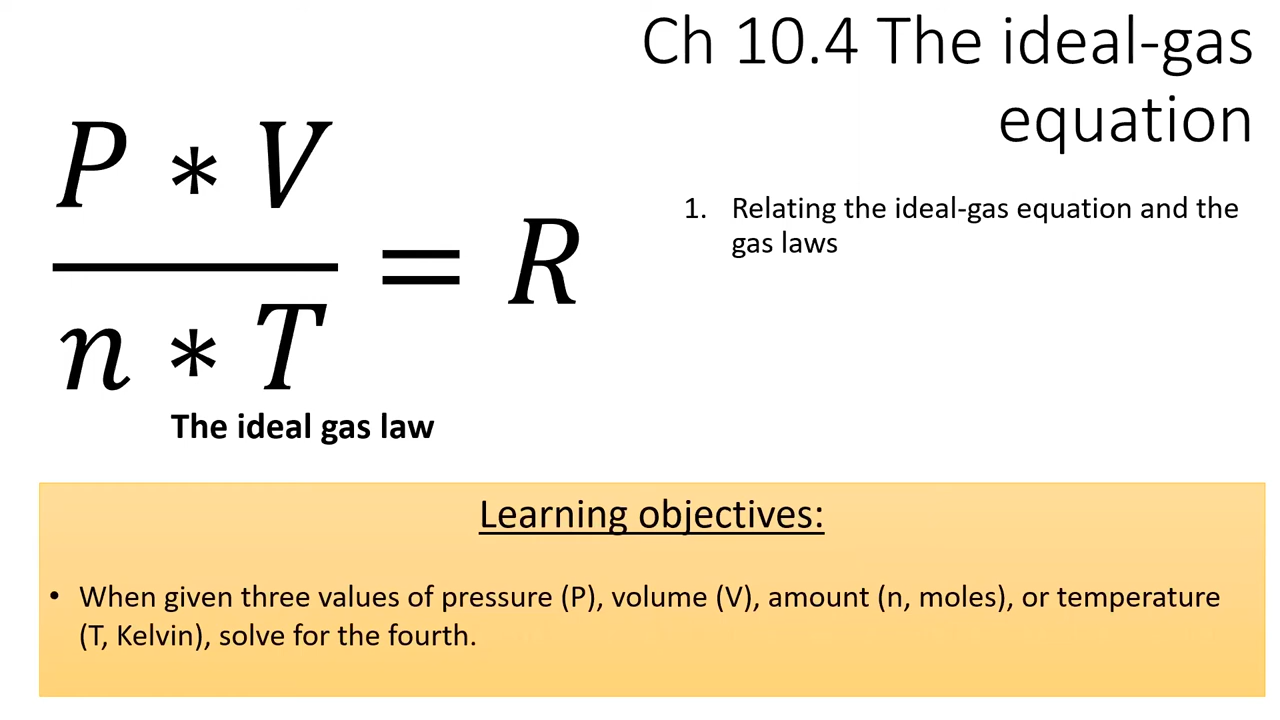 Ch 10.4 The ideal-gas
equation
P * V
n * T
= R
The ideal gas law
1. Relating the ideal-gas equation and the
gas laws
Learning objectives:
• When given three values of pressure (P), volume (V), amount (n, moles), or temperature
(T, Kelvin), solve for the fourth.